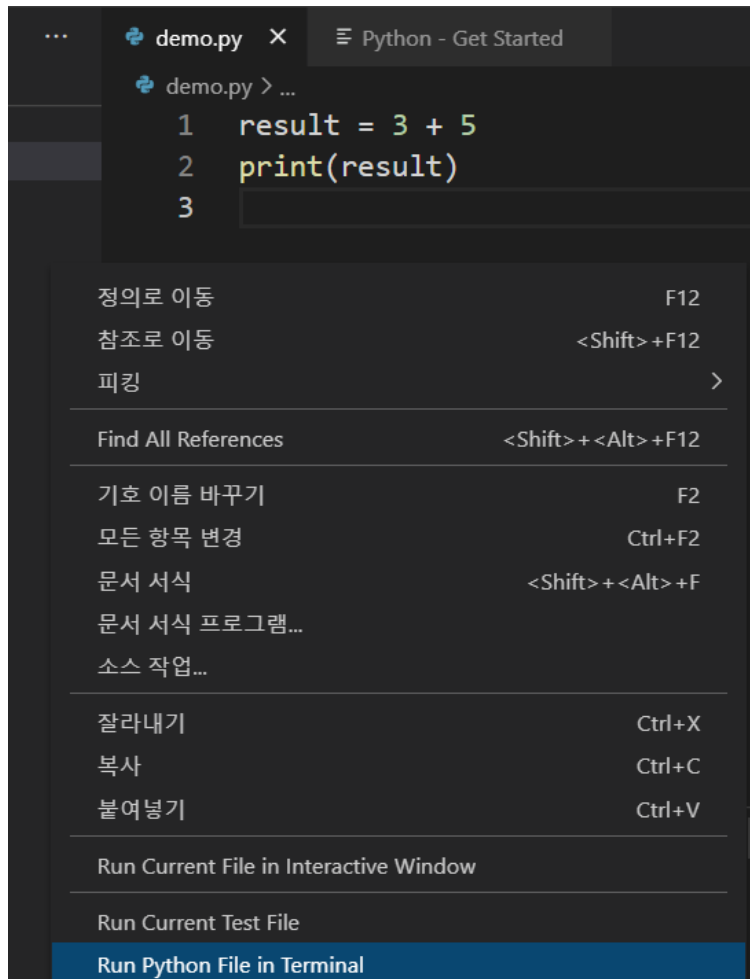 ... demo.py × Python - Get Started
demo.py > ...
1 result = 3 + 5
2 print(result)
3
정의로 이동 F12
참조로 이동 <Shift>+F12
피킹 >
Find All References <Shift>+<Alt>+F12
기호 이름 바꾸기 F2
모든 항목 변경 Ctrl+F2
문서 서식 <Shift>+<Alt>+F
문서 서식 프로그램...
소스 작업...
잘라내기 Ctrl+X
복사 Ctrl+C
붙여넣기 Ctrl+V
Run Current File in Interactive Window
Run Current Test File
Run Python File in Terminal